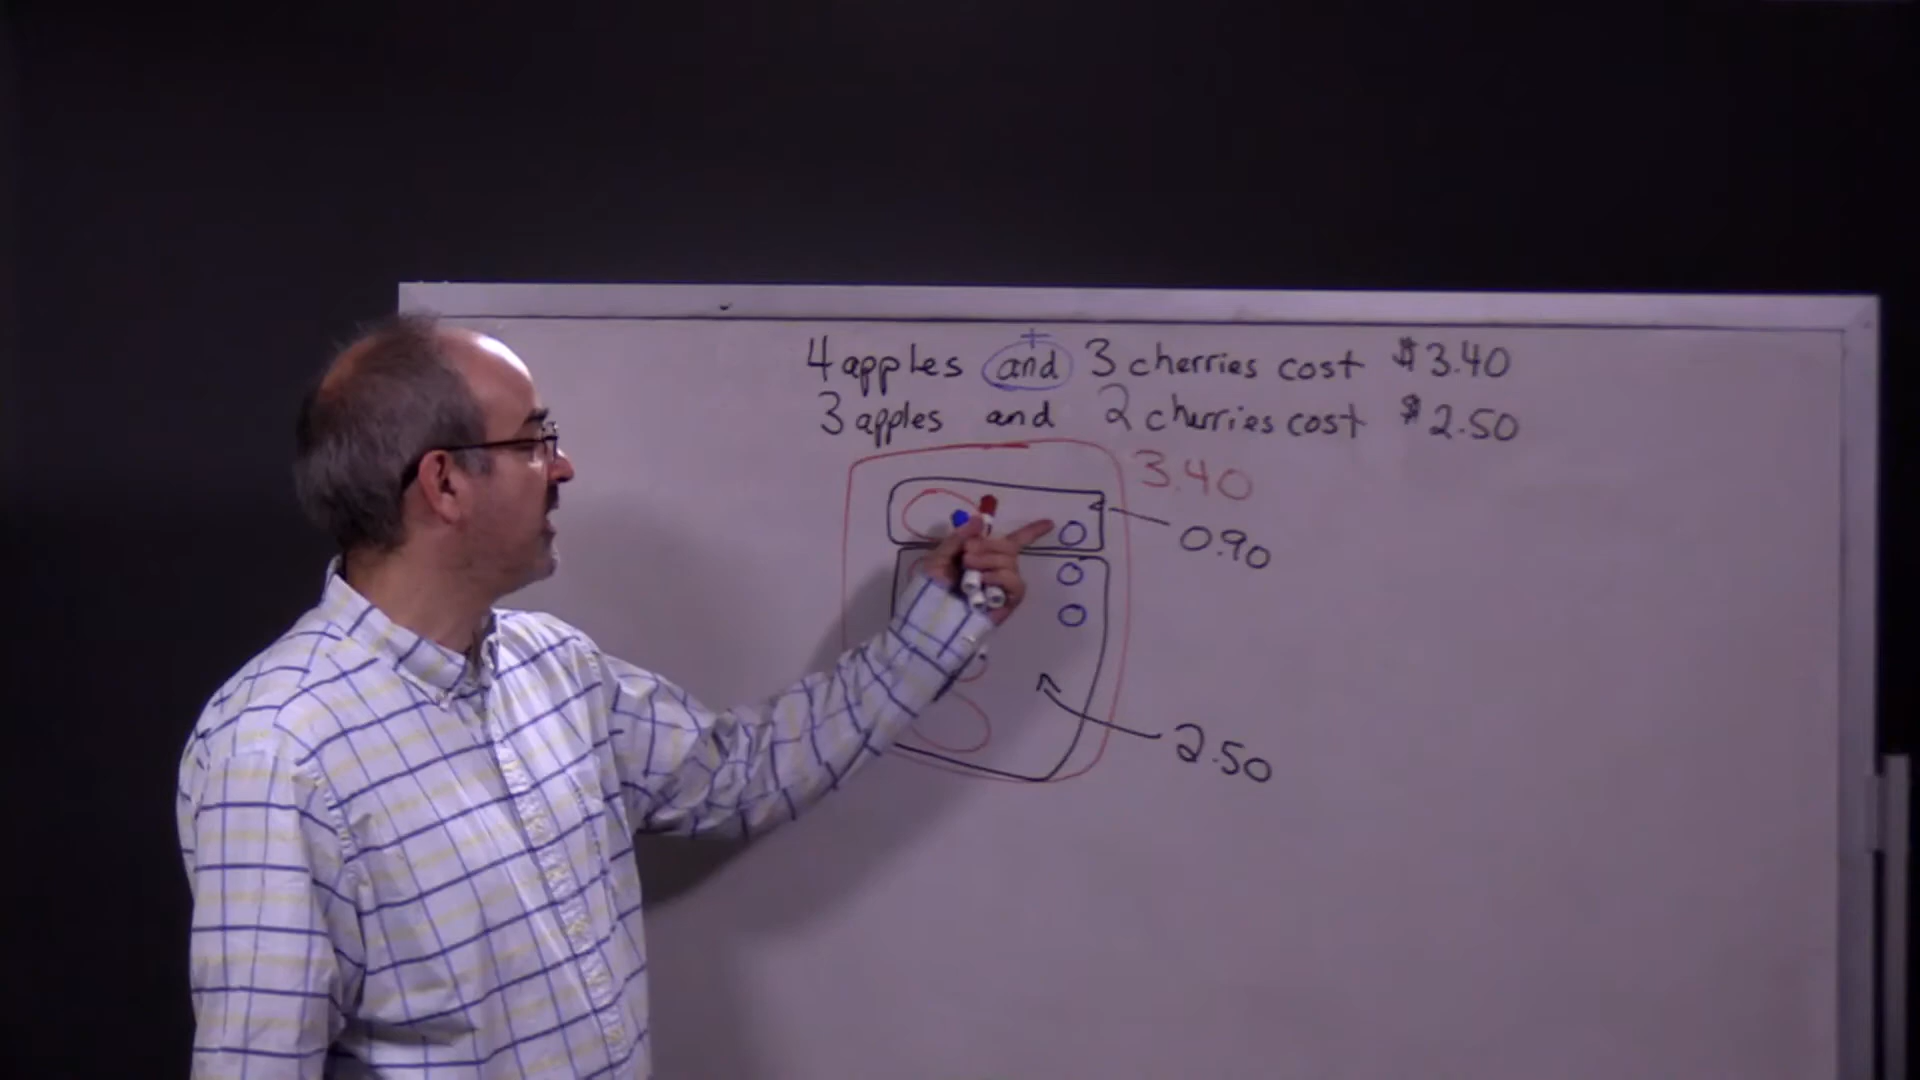 +
4 apples and 3 cherries cost $3.40
3 apples and 2 cherries cost $2.50
3.40
0.90
2.50